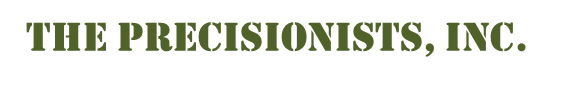 THE PRECISIONISTS, INC.